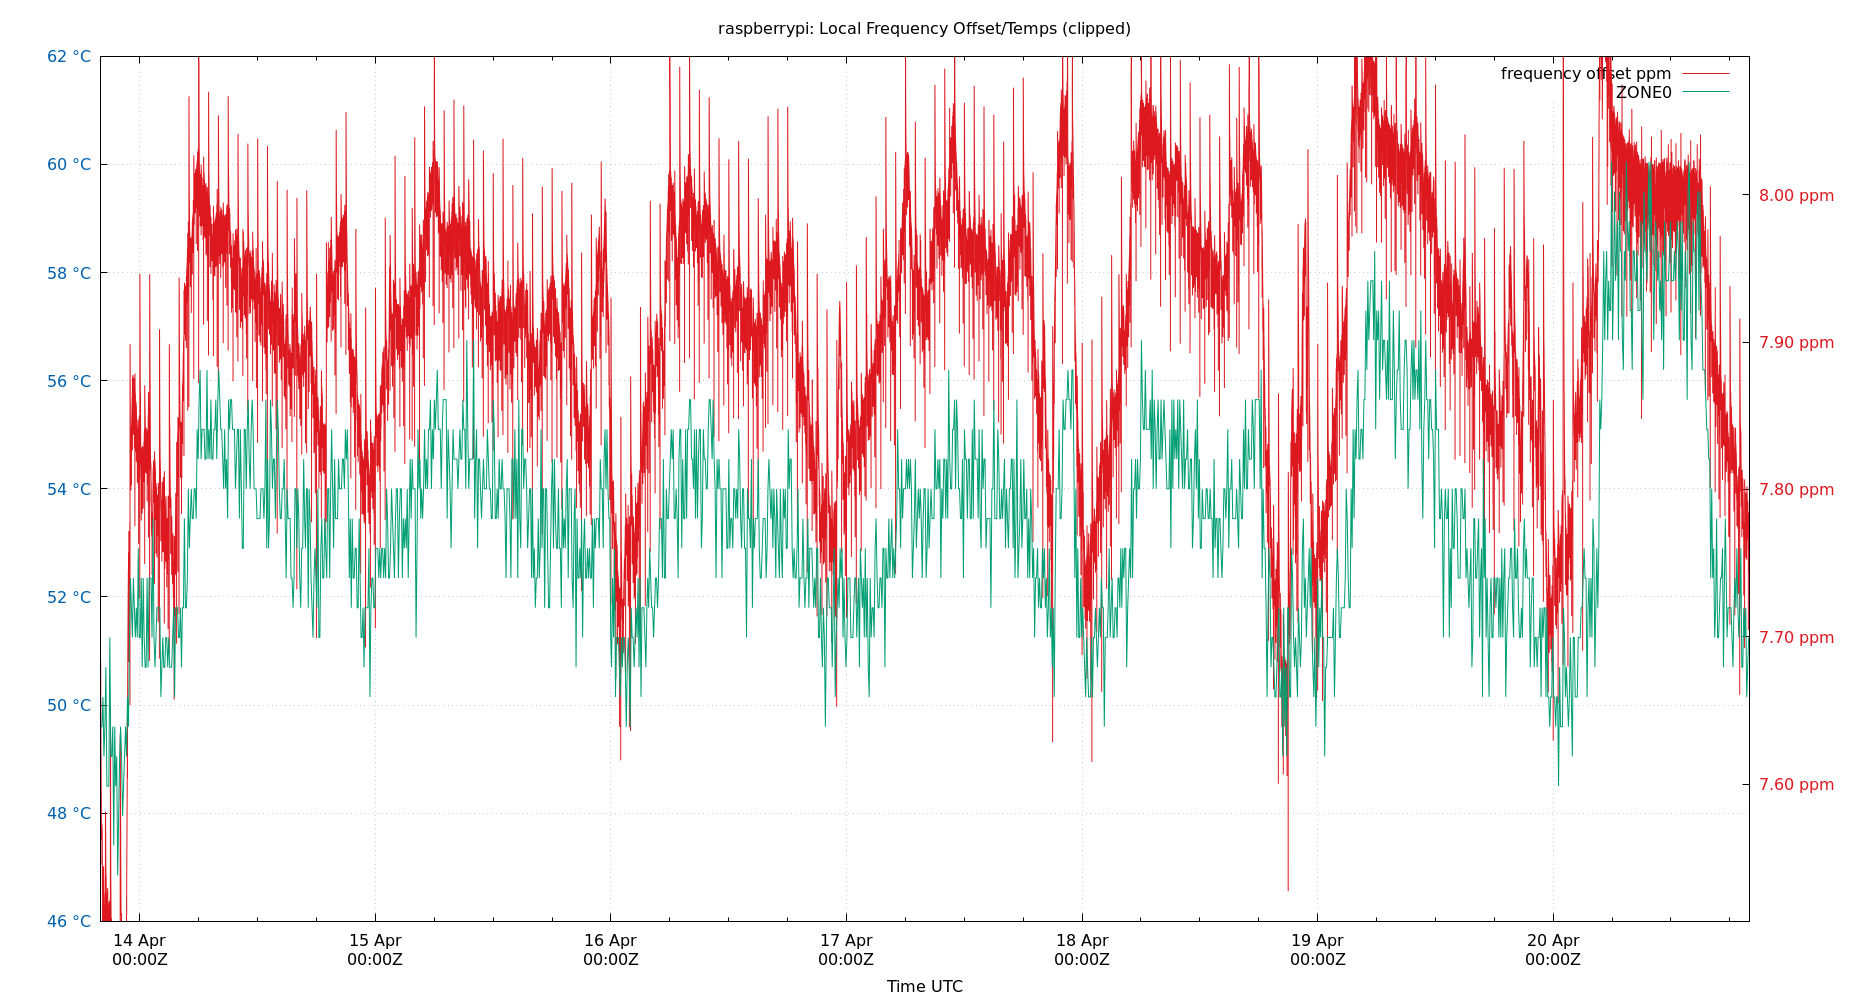 raspberrypi: Local Frequency Offset/Temps (clipped)
62 °C
60 °C
58 °C
56 °C
54 °C
52 °C
50 °C
48 °C
46 °C
frequency offset ppm
ZONE0
8.00 ppm
7.90 ppm
7.80 ppm
7.70 ppm
7.60 ppm
14 Apr
00:00Z
15 Apr
00:00Z
16 Apr
00:00Z
17 Apr
00:00Z
18 Apr
00:00Z
19 Apr
00:00Z
20 Apr
00:00Z
Time UTC